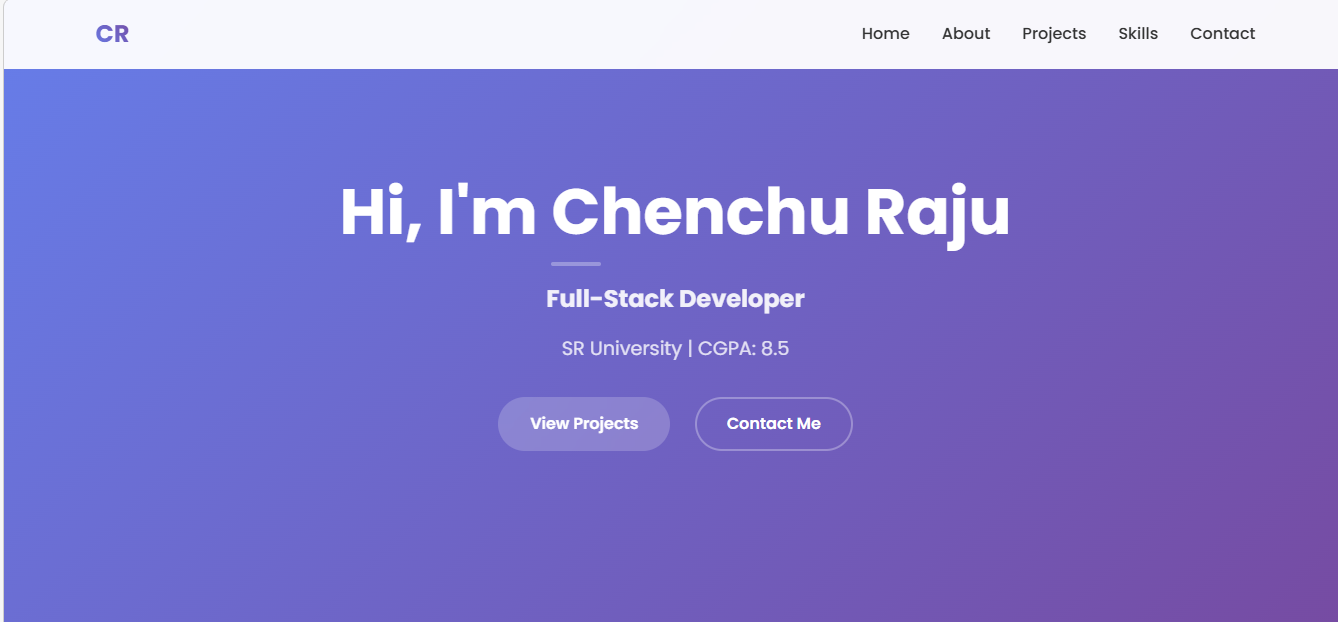 CR
Home About Projects Skills Contact
Hi, I'm Chenchu Raju
Full-Stack Developer
SR University | CGPA: 8.5
View Projects Contact Me